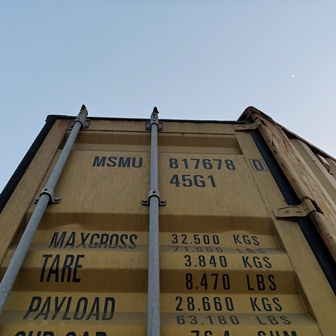 MSMU 817678 0
45G1
MAXGROSS 32.500 KGS
LBS
TARE 3.840 KGS
8.470 LBS
PAYLOAD 28.660 KGS
63.180 LBS